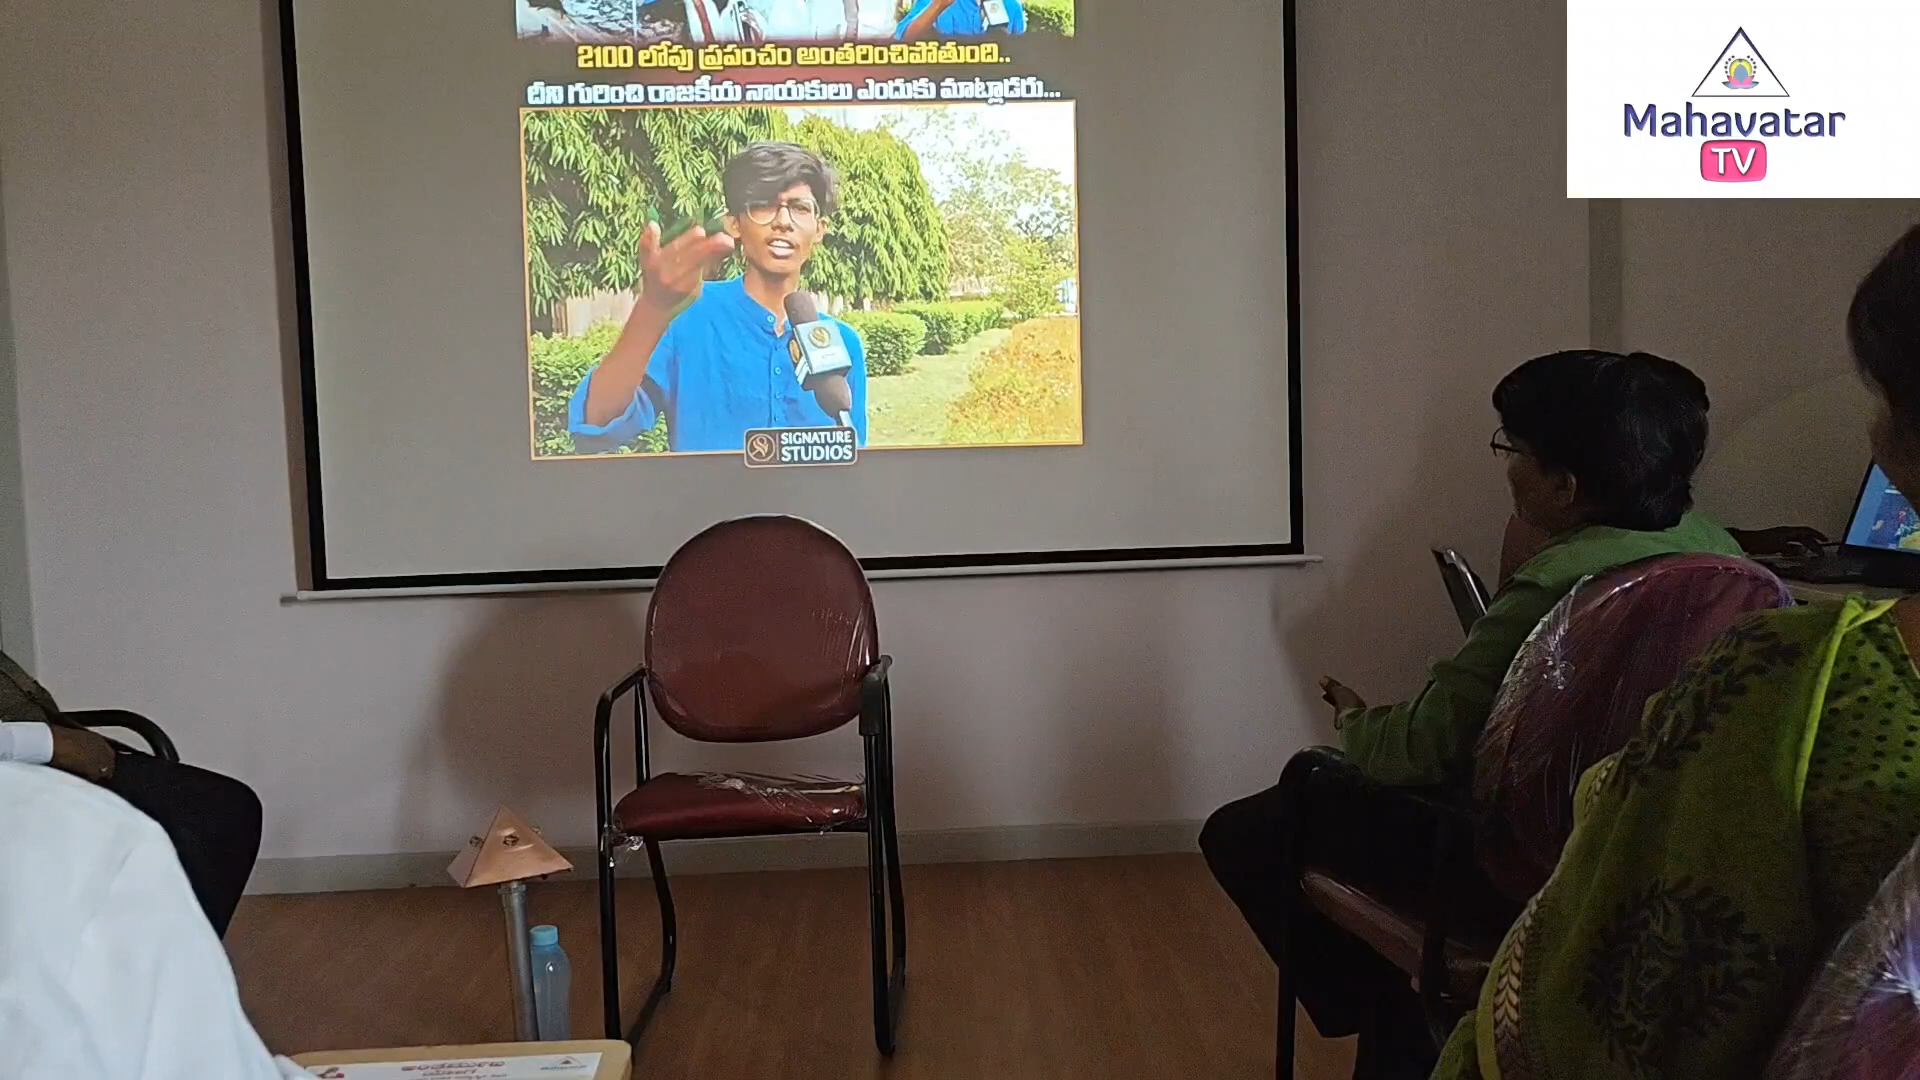 2100 లోపు ప్రపంచం అంతరించిపోతుంది..
దీని గురించి రాజకీయ నాయకులు ఎందుకు మాట్లాడరు...
SIGNATURE
STUDIOS
Mahavatar
TV